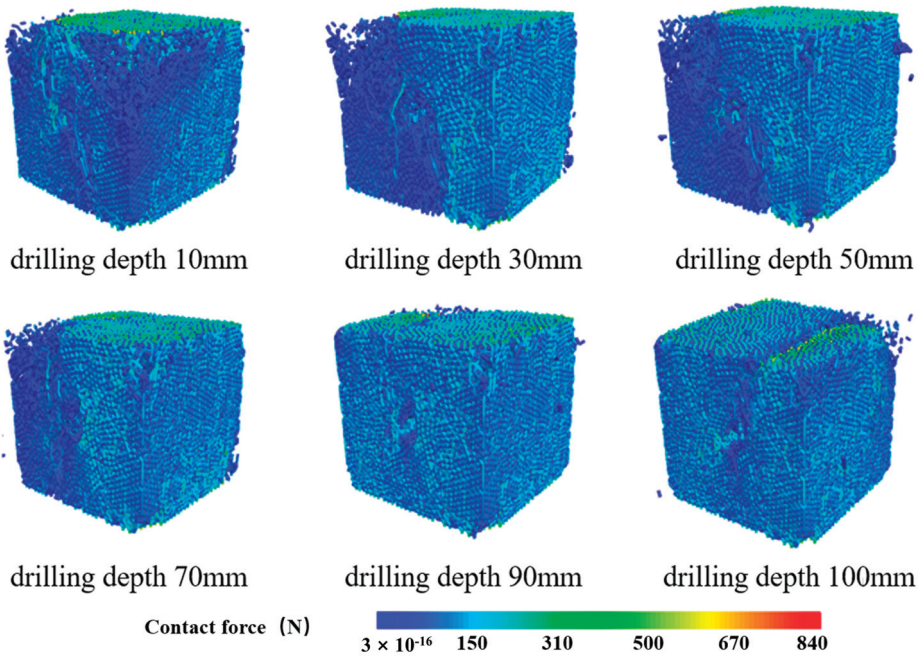 drilling depth 10mm drilling depth 30mm drilling depth 50mm
drilling depth 70mm drilling depth 90mm drilling depth 100mm
Contact force (N)
3 × 10⁻¹⁶ 150 310 500 670 840